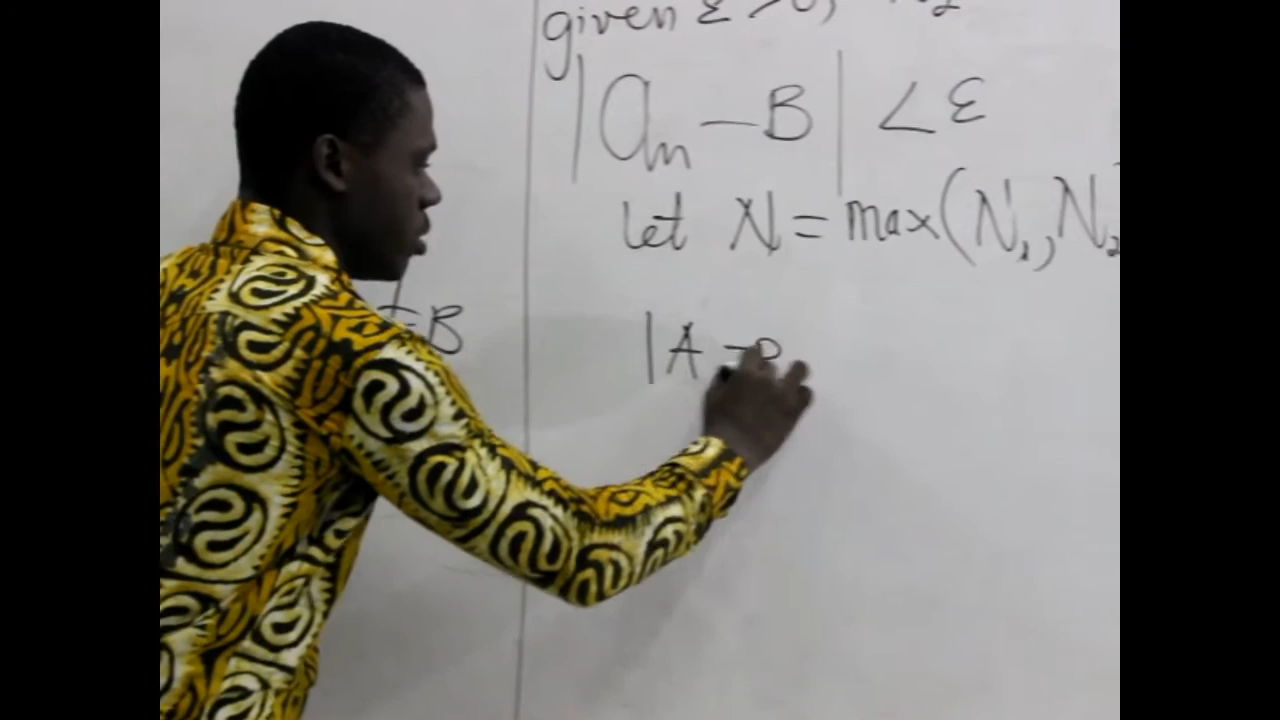 = B
given ε > 0,
|aₙ - B| < ε
let N = max(N₁, N₂
|A - B